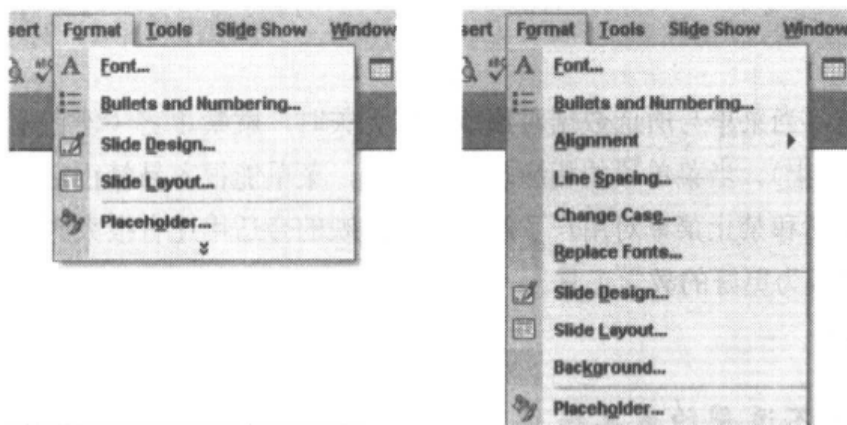 sert Format Tools Slide Show Window
Font...
Bullets and Numbering...
Slide Design...
Slide Layout...
Placeholder...
sert Format Tools Slide Show Window
Font...
Bullets and Numbering...
Alignment
Line Spacing...
Change Case...
Replace Fonts...
Slide Design...
Slide Layout...
Background...
Placeholder...